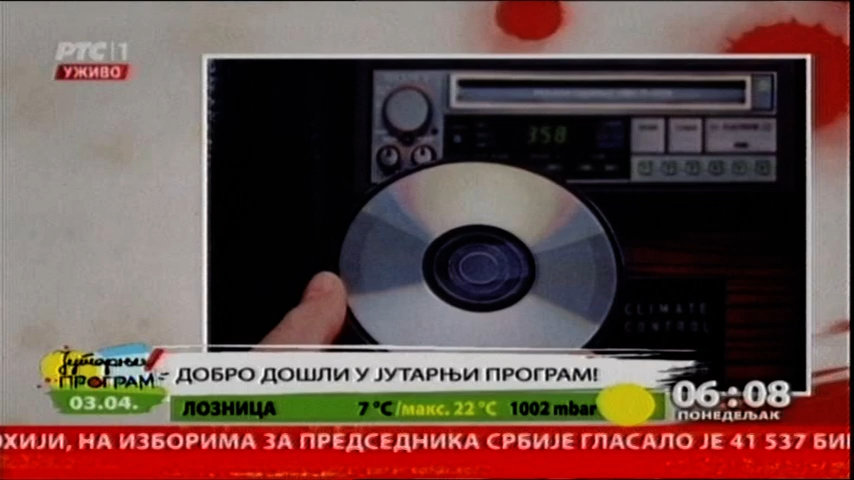 РТС 1
УЖИВО
358
CLIMATE
CONTROL
Јутарњи
ПРОГРАМ
03.04.
ДОБРО ДОШЛИ У ЈУТАРЊИ ПРОГРАМ!
ЛОЗНИЦА 7 °C /макс. 22 °C 1002 mbar
06:08
ПОНЕДЕЉАК
ОХИЈИ, НА ИЗБОРИМА ЗА ПРЕДСЕДНИКА СРБИЈЕ ГЛАСАЛО ЈЕ 41 537 БИ